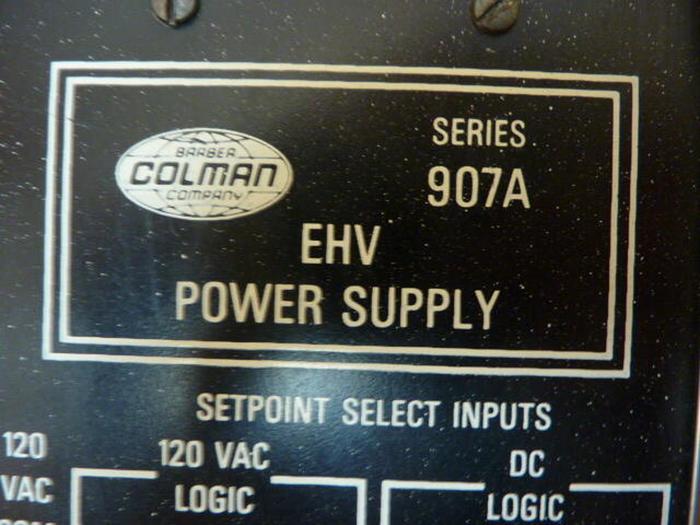 BARBER
COLMAN
COMPANY
SERIES
907A
EHV
POWER SUPPLY
SETPOINT SELECT INPUTS
120
VAC
120 VAC
LOGIC
DC
LOGIC